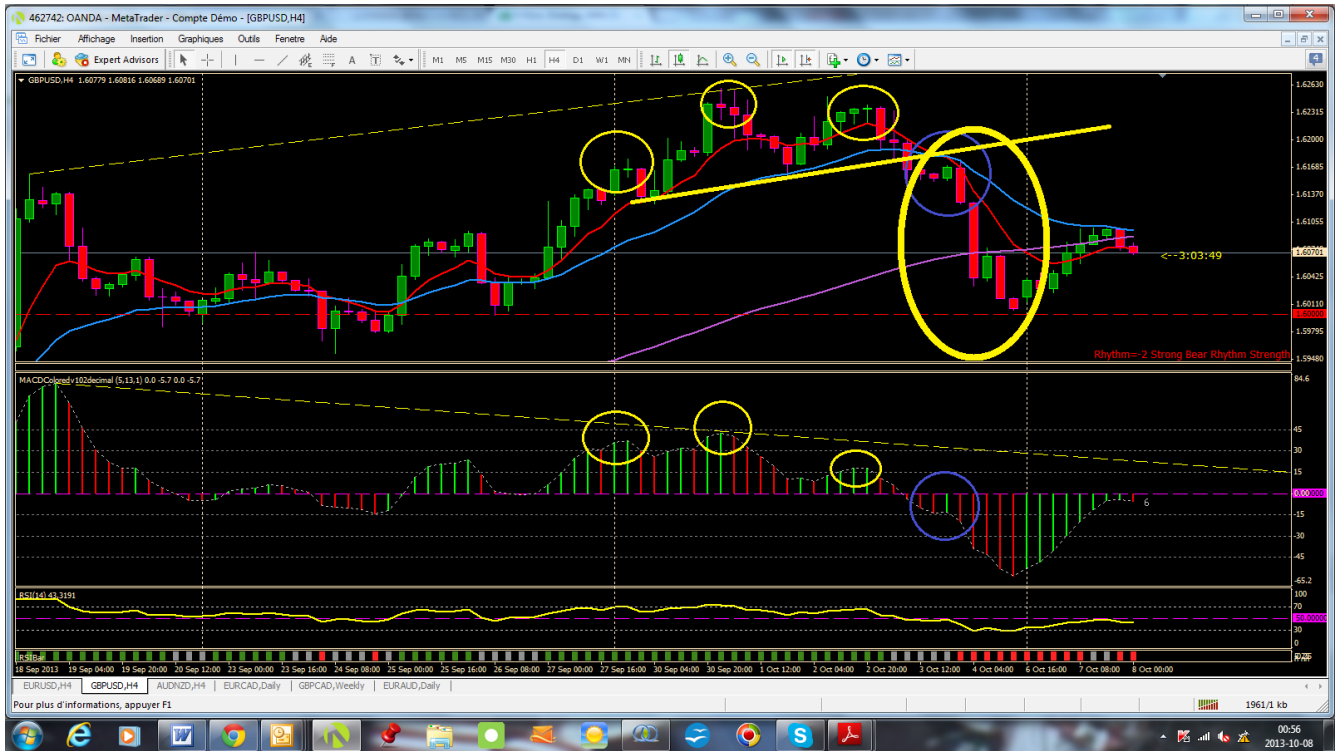 462742: OANDA - MetaTrader - Compte Démo - [GBPUSD,H4]
Fichier Affichage Insertion Graphiques Outils Fenetre Aide
Expert Advisors A T M1 M5 M15 M30 H1 H4 D1 W1 MN 4
GBPUSD,H4 1.60779 1.60816 1.60689 1.60701
1.62630
1.62315
1.62000
1.61685
1.61370
1.61055
1.60701
<--3:03:49
1.60425
1.60110
1.60000
1.59795
Rhythm=-2 Strong Bear Rhythm Strength
1.59480
MACDColoredv102decimal (5,13,1) 0.0 -5.7 0.0 -5.7
84.6
45
30
15
0.00000
6
-15
-30
-45
-65.2
RSI(14) 43.3191
100
70
50.00000
30
0
RSIBar
18 Sep 2013 19 Sep 04:00 19 Sep 20:00 20 Sep 12:00 23 Sep 00:00 23 Sep 16:00 24 Sep 08:00 25 Sep 00:00 25 Sep 16:00 26 Sep 08:00 27 Sep 00:00 27 Sep 16:00 30 Sep 04:00 30 Sep 20:00 1 Oct 12:00 2 Oct 04:00 2 Oct 20:00 3 Oct 12:00 4 Oct 04:00 6 Oct 16:00 7 Oct 08:00 8 Oct 00:00
EURUSD,H4 GBPUSD,H4 AUDNZD,H4 EURCAD,Daily GBPCAD,Weekly EURAUD,Daily
Pour plus d'informations, appuyer F1
1961/1 kb
00:56
2013-10-08